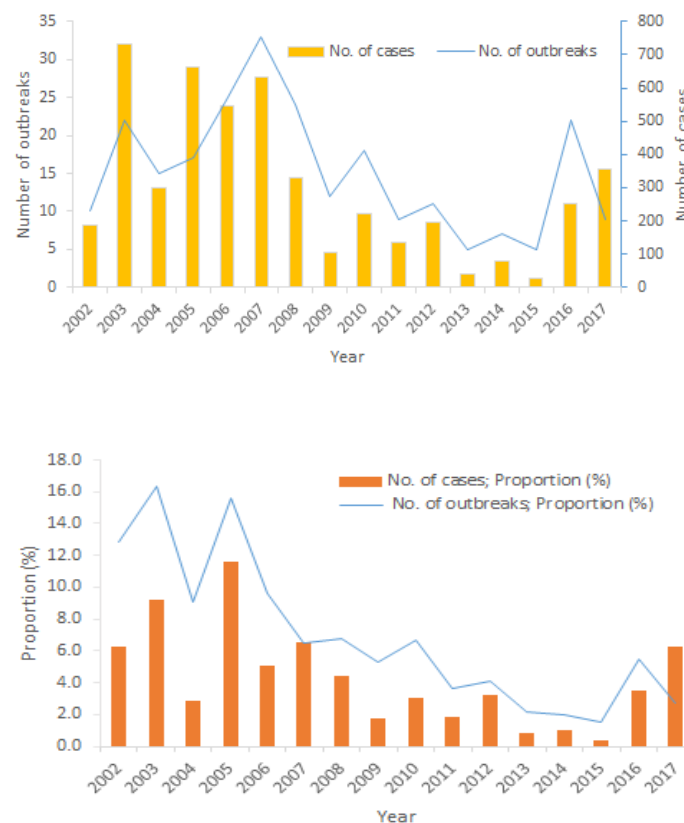 35
30
25
20
15
10
5
0
Number of outbreaks
No. of cases
No. of outbreaks
800
700
600
500
400
300
200
100
0
Number of cases
2002 2003 2004 2005 2006 2007 2008 2009 2010 2011 2012 2013 2014 2015 2016 2017
Year
18.0
16.0
14.0
12.0
10.0
8.0
6.0
4.0
2.0
0.0
Proportion (%)
No. of cases; Proportion (%)
No. of outbreaks; Proportion (%)
2002 2003 2004 2005 2006 2007 2008 2009 2010 2011 2012 2013 2014 2015 2016 2017
Year